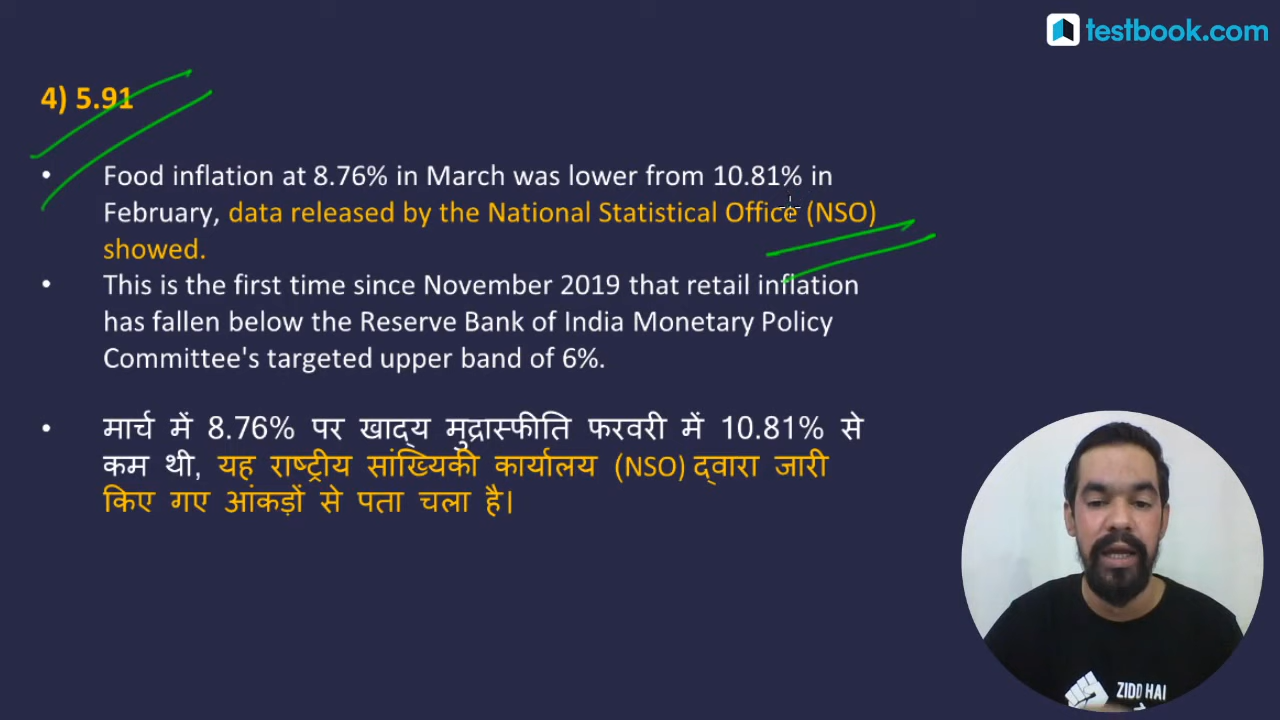 testbook.com
4) 5.91
• Food inflation at 8.76% in March was lower from 10.81% in
February, data released by the National Statistical Office (NSO)
showed.
• This is the first time since November 2019 that retail inflation
has fallen below the Reserve Bank of India Monetary Policy
Committee's targeted upper band of 6%.
• मार्च में 8.76% पर खाद्य मुद्रास्फीति फरवरी में 10.81% से
कम थी, यह राष्ट्रीय सांख्यिकी कार्यालय (NSO) द्वारा जारी
किए गए आंकड़ों से पता चला है।
ZIDD HAI